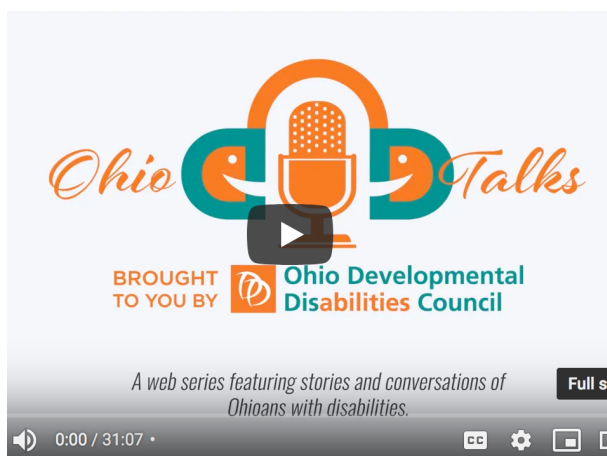 Ohio DD Talks
BROUGHT
TO YOU BY
Ohio Developmental
Disabilities Council
A web series featuring stories and conversations of
Ohioans with disabilities.
Full s
0:00 / 31:07 •
CC